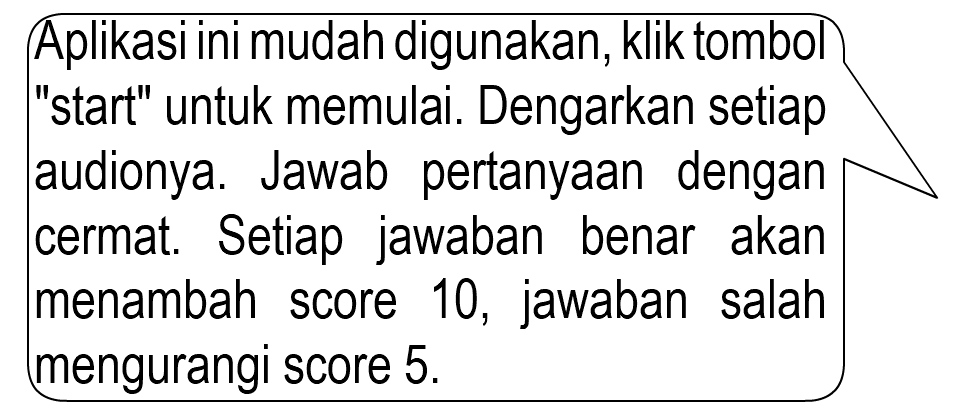 Aplikasi ini mudah digunakan, klik tombol
"start" untuk memulai. Dengarkan setiap
audionya. Jawab pertanyaan dengan
cermat. Setiap jawaban benar akan
menambah score 10, jawaban salah
mengurangi score 5.